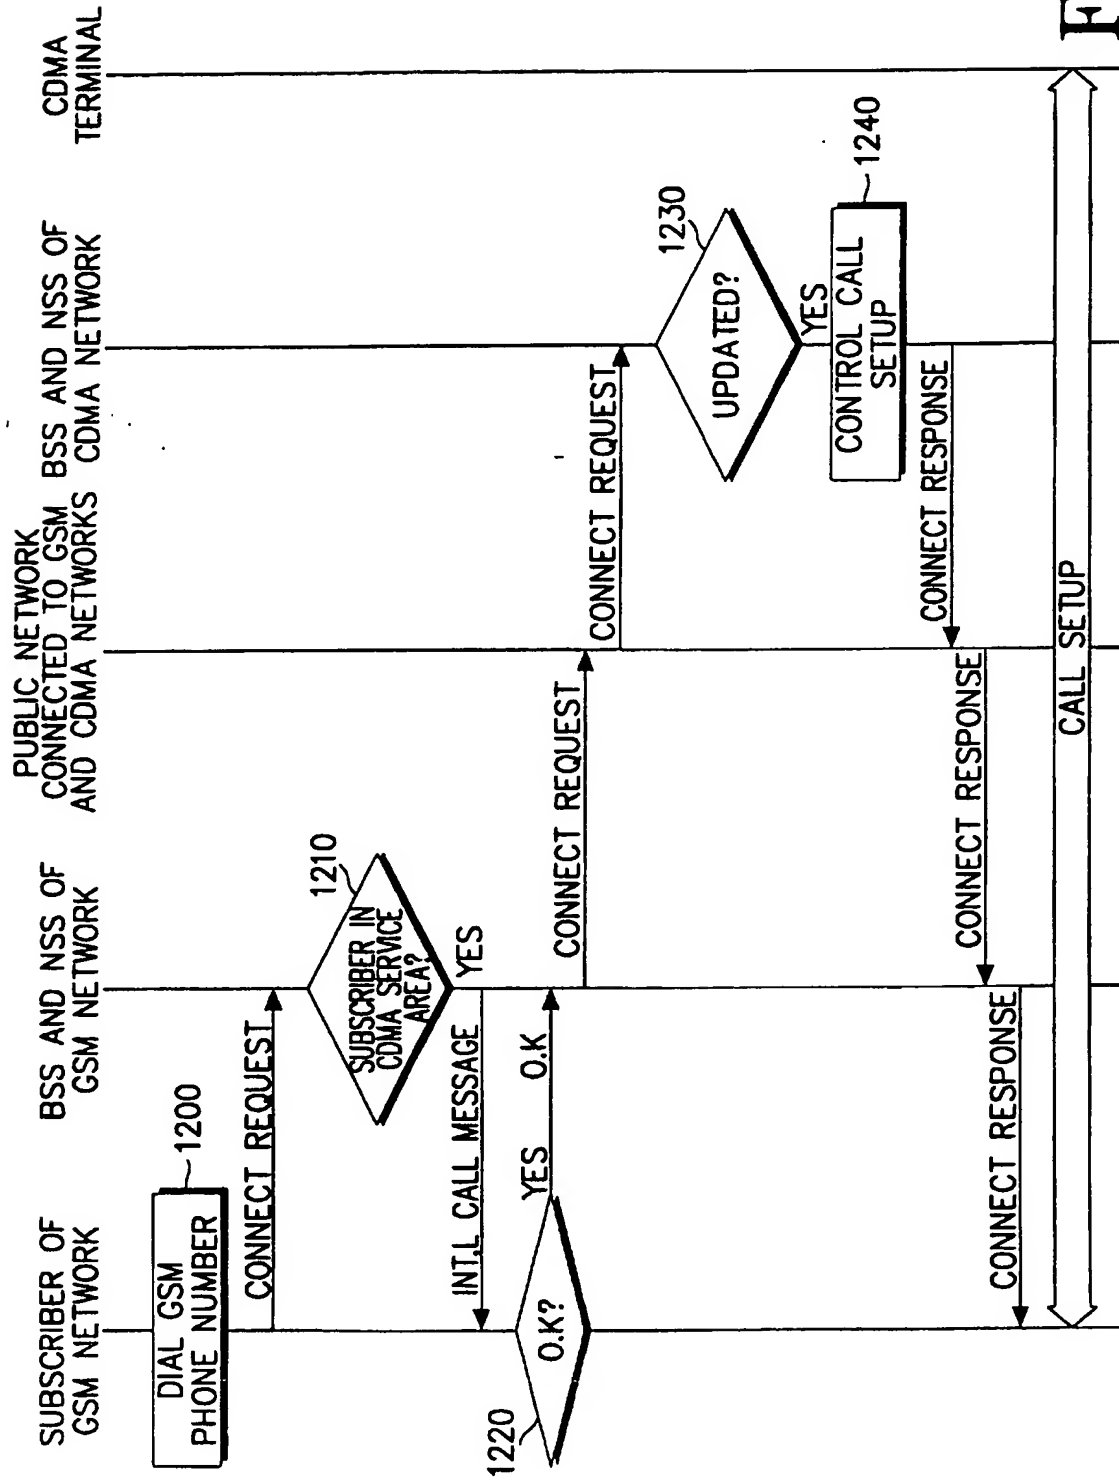 SUBSCRIBER OF
GSM NETWORK
BSS AND NSS OF
GSM NETWORK
PUBLIC NETWORK
CONNECTED TO GSM
AND CDMA NETWORKS
BSS AND NSS OF
CDMA NETWORK
CDMA
TERMINAL
DIAL GSM
PHONE NUMBER
1200
CONNECT REQUEST
SUBSCRIBER IN
CDMA SERVICE
AREA?
1210
YES
INT.L CALL MESSAGE
1220
O.K?
YES O.K
CONNECT REQUEST
CONNECT REQUEST
UPDATED?
1230
YES
CONTROL CALL
SETUP
1240
CONNECT RESPONSE
CONNECT RESPONSE
CONNECT RESPONSE
CALL SETUP